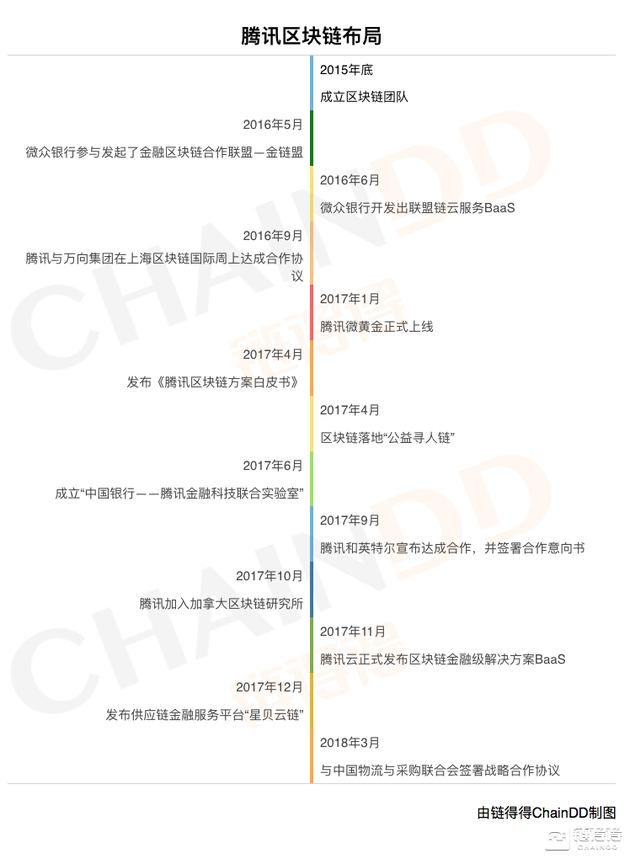 腾讯区块链布局
2015年底
成立区块链团队
2016年5月
微众银行参与发起了金融区块链合作联盟—金链盟
2016年6月
微众银行开发出联盟链云服务BaaS
2016年9月
腾讯与万向集团在上海区块链国际周上达成合作协
议
2017年1月
腾讯微黄金正式上线
2017年4月
发布《腾讯区块链方案白皮书》
2017年4月
区块链落地“公益寻人链”
2017年6月
成立“中国银行——腾讯金融科技联合实验室”
2017年9月
腾讯和英特尔宣布达成合作，并签署合作意向书
2017年10月
腾讯加入加拿大区块链研究所
2017年11月
腾讯云正式发布区块链金融级解决方案BaaS
2017年12月
发布供应链金融服务平台“星贝云链”
2018年3月
与中国物流与采购联合会签署战略合作协议
由链得得ChainDD制图
CHAINDD
链得得
CHAINDD
链得得
链得得
CHAINDD